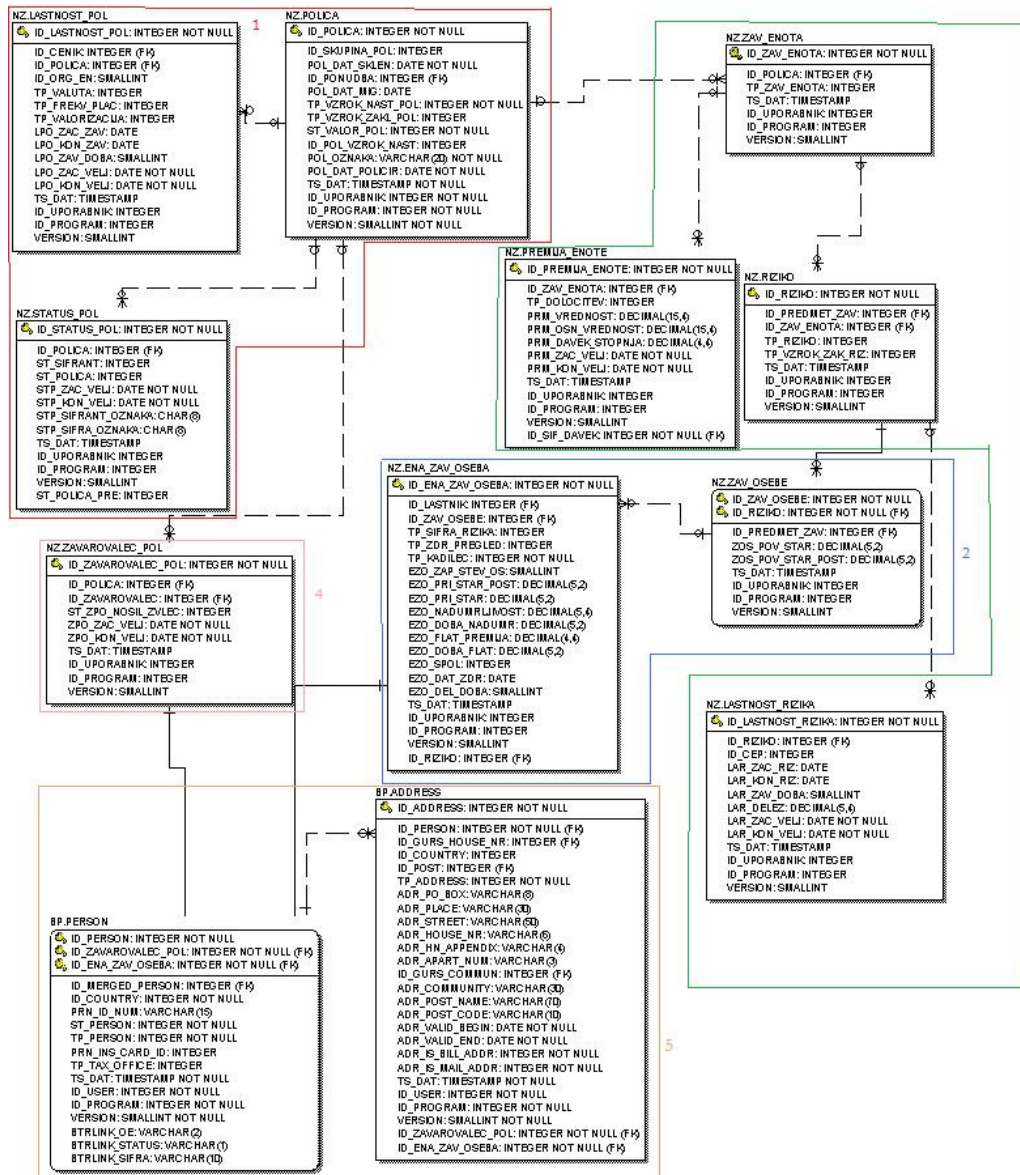 NZ.LASTNOST_POL
ID_LASTNOST_POL: INTEGER NOT NULL
ID_CENIK: INTEGER (FK)
ID_POLICA: INTEGER (FK)
ID_ORG_EN: SMALLINT
TP_VALUTA: INTEGER
TP_FREKV_PLAC: INTEGER
TP_VALORIZACIJA: INTEGER
LPO_ZAC_ZAV: DATE
LPO_KON_ZAV: DATE
LPO_ZAV_DOBA: SMALLINT
LPO_ZAC_VELJ: DATE NOT NULL
LPO_KON_VELJ: DATE NOT NULL
TS_DAT: TIMESTAMP
ID_UPORABNIK: INTEGER
ID_PROGRAM: INTEGER
VERSION: SMALLINT
1
NZ.POLICA
ID_POLICA: INTEGER NOT NULL
ID_SKUPINA_POL: INTEGER
POL_DAT_SKLEN: DATE NOT NULL
ID_PONUDBA: INTEGER (FK)
POL_DAT_MIG: DATE
TP_VZROK_NAST_POL: INTEGER NOT NULL
TP_VZROK_ZAKL_POL: INTEGER
ST_VALOR_POL: INTEGER NOT NULL
ID_POL_VZROK_NAST: INTEGER
POL_OZNAKA: VARCHAR(20) NOT NULL
POL_DAT_POLICIR: DATE NOT NULL
TS_DAT: TIMESTAMP NOT NULL
ID_UPORABNIK: INTEGER NOT NULL
ID_PROGRAM: INTEGER NOT NULL
VERSION: SMALLINT NOT NULL
NZ.ZAV_ENOTA
ID_ZAV_ENOTA: INTEGER NOT NULL
ID_POLICA: INTEGER (FK)
TP_ZAV_ENOTA: INTEGER
TS_DAT: TIMESTAMP
ID_UPORABNIK: INTEGER
ID_PROGRAM: INTEGER
VERSION: SMALLINT
NZ.PREMIJA_ENOTE
ID_PREMIJA_ENOTE: INTEGER NOT NULL
ID_ZAV_ENOTA: INTEGER (FK)
TP_DOLOCITEV: INTEGER
PRM_VREDNOST: DECIMAL(15,4)
PRM_OSN_VREDNOST: DECIMAL(15,4)
PRM_DAVEK_STOPNJA: DECIMAL(4,4)
PRM_ZAC_VELJ: DATE NOT NULL
PRM_KON_VELJ: DATE NOT NULL
TS_DAT: TIMESTAMP
ID_UPORABNIK: INTEGER
ID_PROGRAM: INTEGER
VERSION: SMALLINT
ID_SIF_DAVEK: INTEGER NOT NULL (FK)
NZ.RIZIKO
ID_RIZIKO: INTEGER NOT NULL
ID_PREDMET_ZAV: INTEGER (FK)
ID_ZAV_ENOTA: INTEGER (FK)
TP_RIZIKO: INTEGER
TP_VZROK_ZAK_RIZ: INTEGER
TS_DAT: TIMESTAMP
ID_UPORABNIK: INTEGER
ID_PROGRAM: INTEGER
VERSION: SMALLINT
NZ.STATUS_POL
ID_STATUS_POL: INTEGER NOT NULL
ID_POLICA: INTEGER (FK)
ST_SIFRANT: INTEGER
ST_POLICA: INTEGER
STP_ZAC_VELJ: DATE NOT NULL
STP_KON_VELJ: DATE NOT NULL
STP_SIFRANT_OZNAKA: CHAR(8)
STP_SIFRA_OZNAKA: CHAR(8)
TS_DAT: TIMESTAMP
ID_UPORABNIK: INTEGER
ID_PROGRAM: INTEGER
VERSION: SMALLINT
ST_POLICA_PRE: INTEGER
NZ.ENA_ZAV_OSEBA
ID_ENA_ZAV_OSEBA: INTEGER NOT NULL
ID_LASTNIK: INTEGER (FK)
ID_ZAV_OSEBE: INTEGER (FK)
TP_SIFRA_RIZIKA: INTEGER
TP_ZDR_PREGLED: INTEGER
TP_KADILEC: INTEGER NOT NULL
EZO_ZAP_STEV_OS: SMALLINT
EZO_PRI_STAR_POST: DECIMAL(5,2)
EZO_PRI_STAR: DECIMAL(5,2)
EZO_NADUMRLJIVOST: DECIMAL(5,4)
EZO_DOBA_NADUMR: DECIMAL(5,2)
EZO_FLAT_PREMIJA: DECIMAL(4,4)
EZO_DOBA_FLAT: DECIMAL(5,2)
EZO_SPOL: INTEGER
EZO_DAT_ZDR: DATE
EZO_DEL_DOBA: SMALLINT
TS_DAT: TIMESTAMP
ID_UPORABNIK: INTEGER
ID_PROGRAM: INTEGER
VERSION: SMALLINT
ID_RIZIKO: INTEGER (FK)
NZ.ZAV_OSEBE
ID_ZAV_OSEBE: INTEGER NOT NULL
ID_RIZIKO: INTEGER NOT NULL (FK)
ID_PREDMET_ZAV: INTEGER (FK)
ZOS_POV_STAR: DECIMAL(5,2)
ZOS_POV_STAR_POST: DECIMAL(5,2)
TS_DAT: TIMESTAMP
ID_UPORABNIK: INTEGER
ID_PROGRAM: INTEGER
VERSION: SMALLINT
2
NZ.ZAVAROVALEC_POL
ID_ZAVAROVALEC_POL: INTEGER NOT NULL
ID_POLICA: INTEGER (FK)
ID_ZAVAROVALEC: INTEGER (FK)
ST_ZPO_NOSIL_ZVLEC: INTEGER
ZPO_ZAC_VELJ: DATE NOT NULL
ZPO_KON_VELJ: DATE NOT NULL
TS_DAT: TIMESTAMP
ID_UPORABNIK: INTEGER
ID_PROGRAM: INTEGER
VERSION: SMALLINT
4
NZ.LASTNOST_RIZIKA
ID_LASTNOST_RIZIKA: INTEGER NOT NULL
ID_RIZIKO: INTEGER (FK)
ID_CEP: INTEGER
LAR_ZAC_RIZ: DATE
LAR_KON_RIZ: DATE
LAR_ZAV_DOBA: SMALLINT
LAR_DELEZ: DECIMAL(5,4)
LAR_ZAC_VELJ: DATE NOT NULL
LAR_KON_VELJ: DATE NOT NULL
TS_DAT: TIMESTAMP
ID_UPORABNIK: INTEGER
ID_PROGRAM: INTEGER
VERSION: SMALLINT
BP.ADDRESS
ID_ADDRESS: INTEGER NOT NULL
ID_PERSON: INTEGER NOT NULL (FK)
ID_GURS_HOUSE_NR: INTEGER (FK)
ID_COUNTRY: INTEGER
ID_POST: INTEGER (FK)
TP_ADDRESS: INTEGER NOT NULL
ADR_PO_BOX: VARCHAR(8)
ADR_PLACE: VARCHAR(30)
ADR_STREET: VARCHAR(50)
ADR_HOUSE_NR: VARCHAR(6)
ADR_HN_APPENDIX: VARCHAR(4)
ADR_APART_NUM: VARCHAR(3)
ID_GURS_COMMUN: INTEGER (FK)
ADR_COMMUNITY: VARCHAR(30)
ADR_POST_NAME: VARCHAR(70)
ADR_POST_CODE: VARCHAR(10)
ADR_VALID_BEGIN: DATE NOT NULL
ADR_VALID_END: DATE NOT NULL
ADR_IS_BILL_ADDR: INTEGER NOT NULL
ADR_IS_MAIL_ADDR: INTEGER NOT NULL
TS_DAT: TIMESTAMP NOT NULL
ID_USER: INTEGER NOT NULL
ID_PROGRAM: INTEGER NOT NULL
VERSION: SMALLINT NOT NULL
ID_ZAVAROVALEC_POL: INTEGER NOT NULL (FK)
ID_ENA_ZAV_OSEBA: INTEGER NOT NULL (FK)
5
BP.PERSON
ID_PERSON: INTEGER NOT NULL
ID_ZAVAROVALEC_POL: INTEGER NOT NULL (FK)
ID_ENA_ZAV_OSEBA: INTEGER NOT NULL (FK)
ID_MERGED_PERSON: INTEGER (FK)
ID_COUNTRY: INTEGER NOT NULL
PRN_ID_NUM: VARCHAR(15)
ST_PERSON: INTEGER NOT NULL
TP_PERSON: INTEGER NOT NULL
PRN_INS_CARD_ID: INTEGER
TP_TAX_OFFICE: INTEGER
TS_DAT: TIMESTAMP NOT NULL
ID_USER: INTEGER NOT NULL
ID_PROGRAM: INTEGER NOT NULL
VERSION: SMALLINT NOT NULL
BTRLINK_OE: VARCHAR(2)
BTRLINK_STATUS: VARCHAR(1)
BTRLINK_SIFRA: VARCHAR(10)